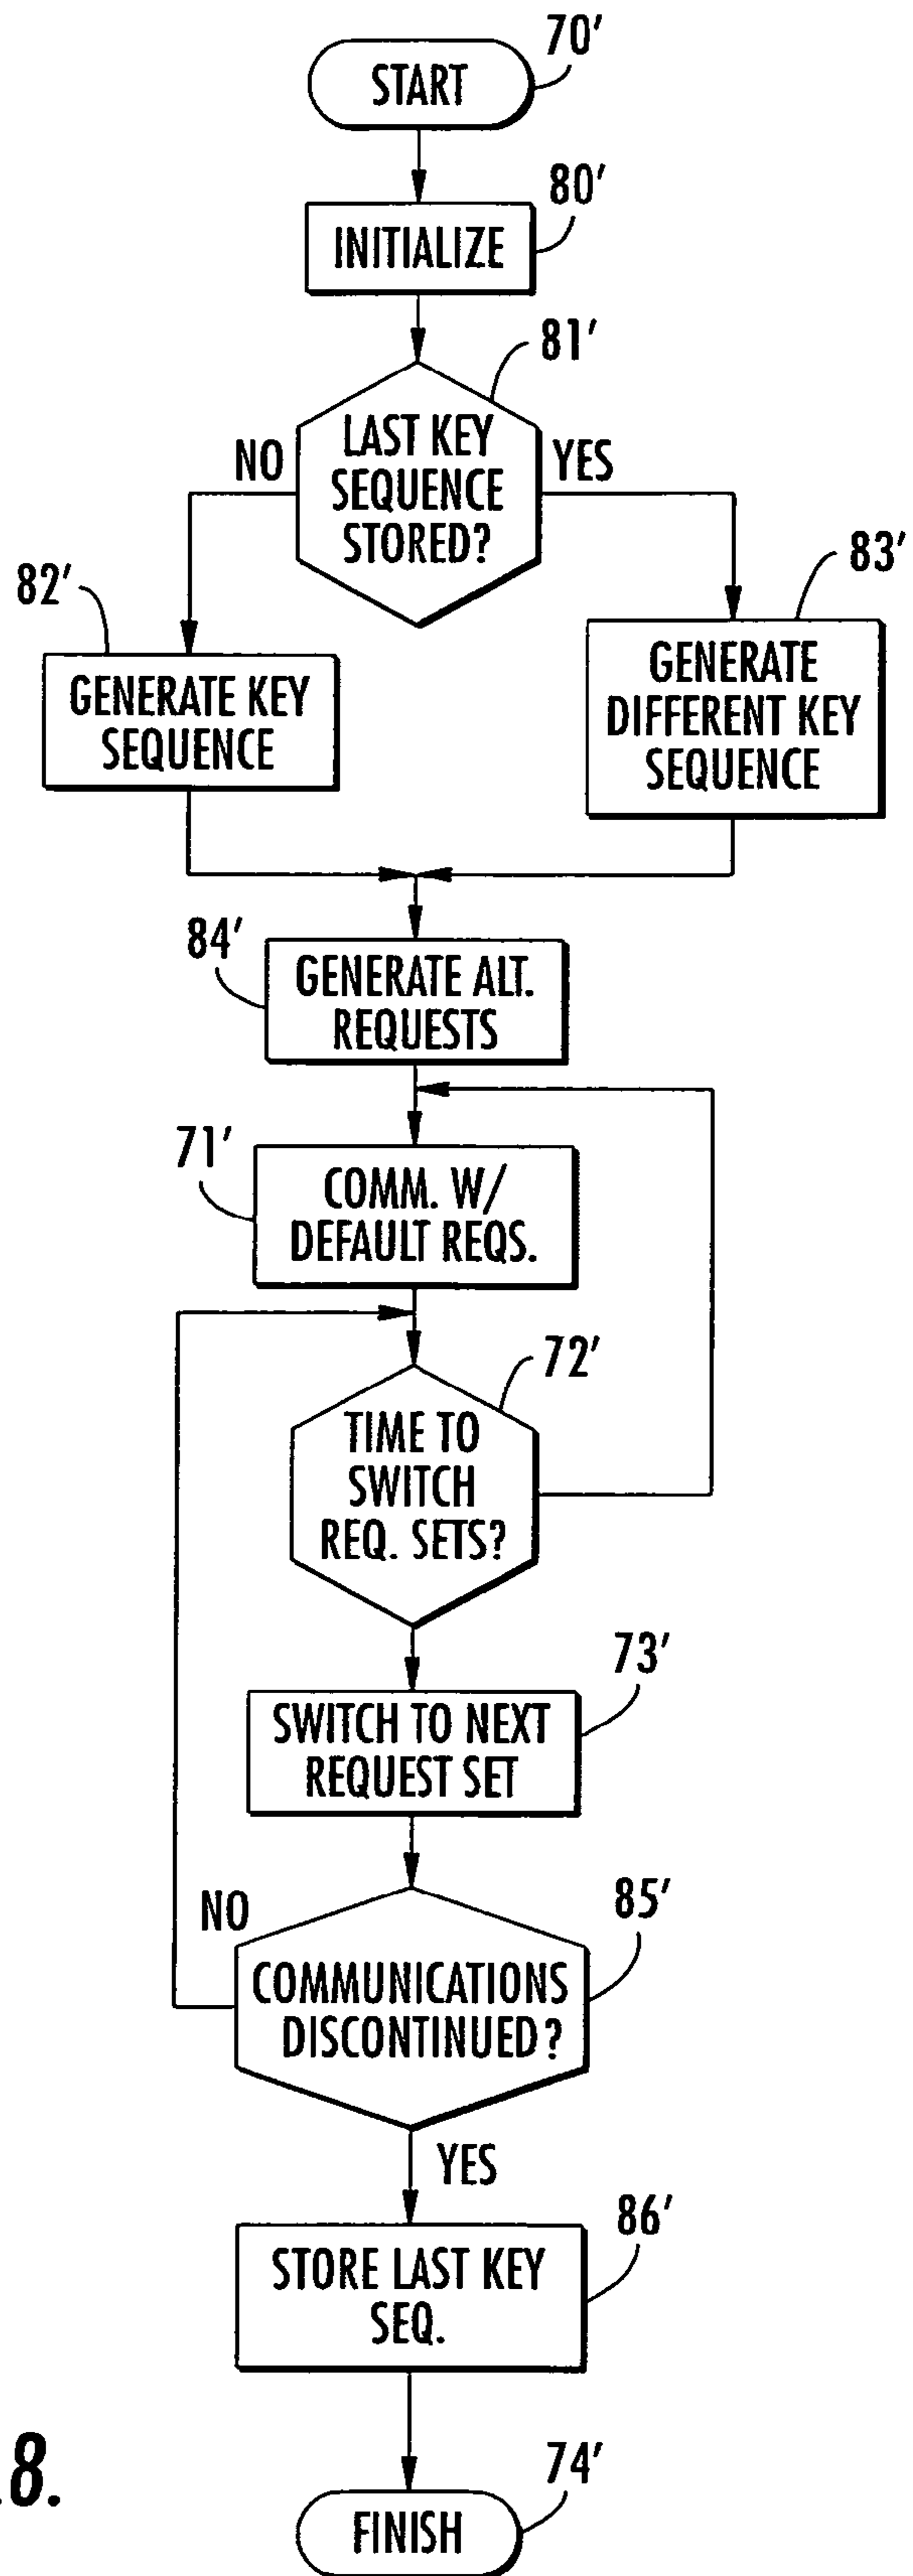 70'
START
80'
INITIALIZE
81'
LAST KEY
SEQUENCE
STORED?
NO
YES
82'
GENERATE KEY
SEQUENCE
83'
GENERATE
DIFFERENT KEY
SEQUENCE
84'
GENERATE ALT.
REQUESTS
71'
COMM. W/
DEFAULT REQS.
72'
TIME TO
SWITCH
REQ. SETS?
73'
SWITCH TO NEXT
REQUEST SET
NO
85'
COMMUNICATIONS
DISCONTINUED?
YES
86'
STORE LAST KEY
SEQ.
74'
FINISH
8.